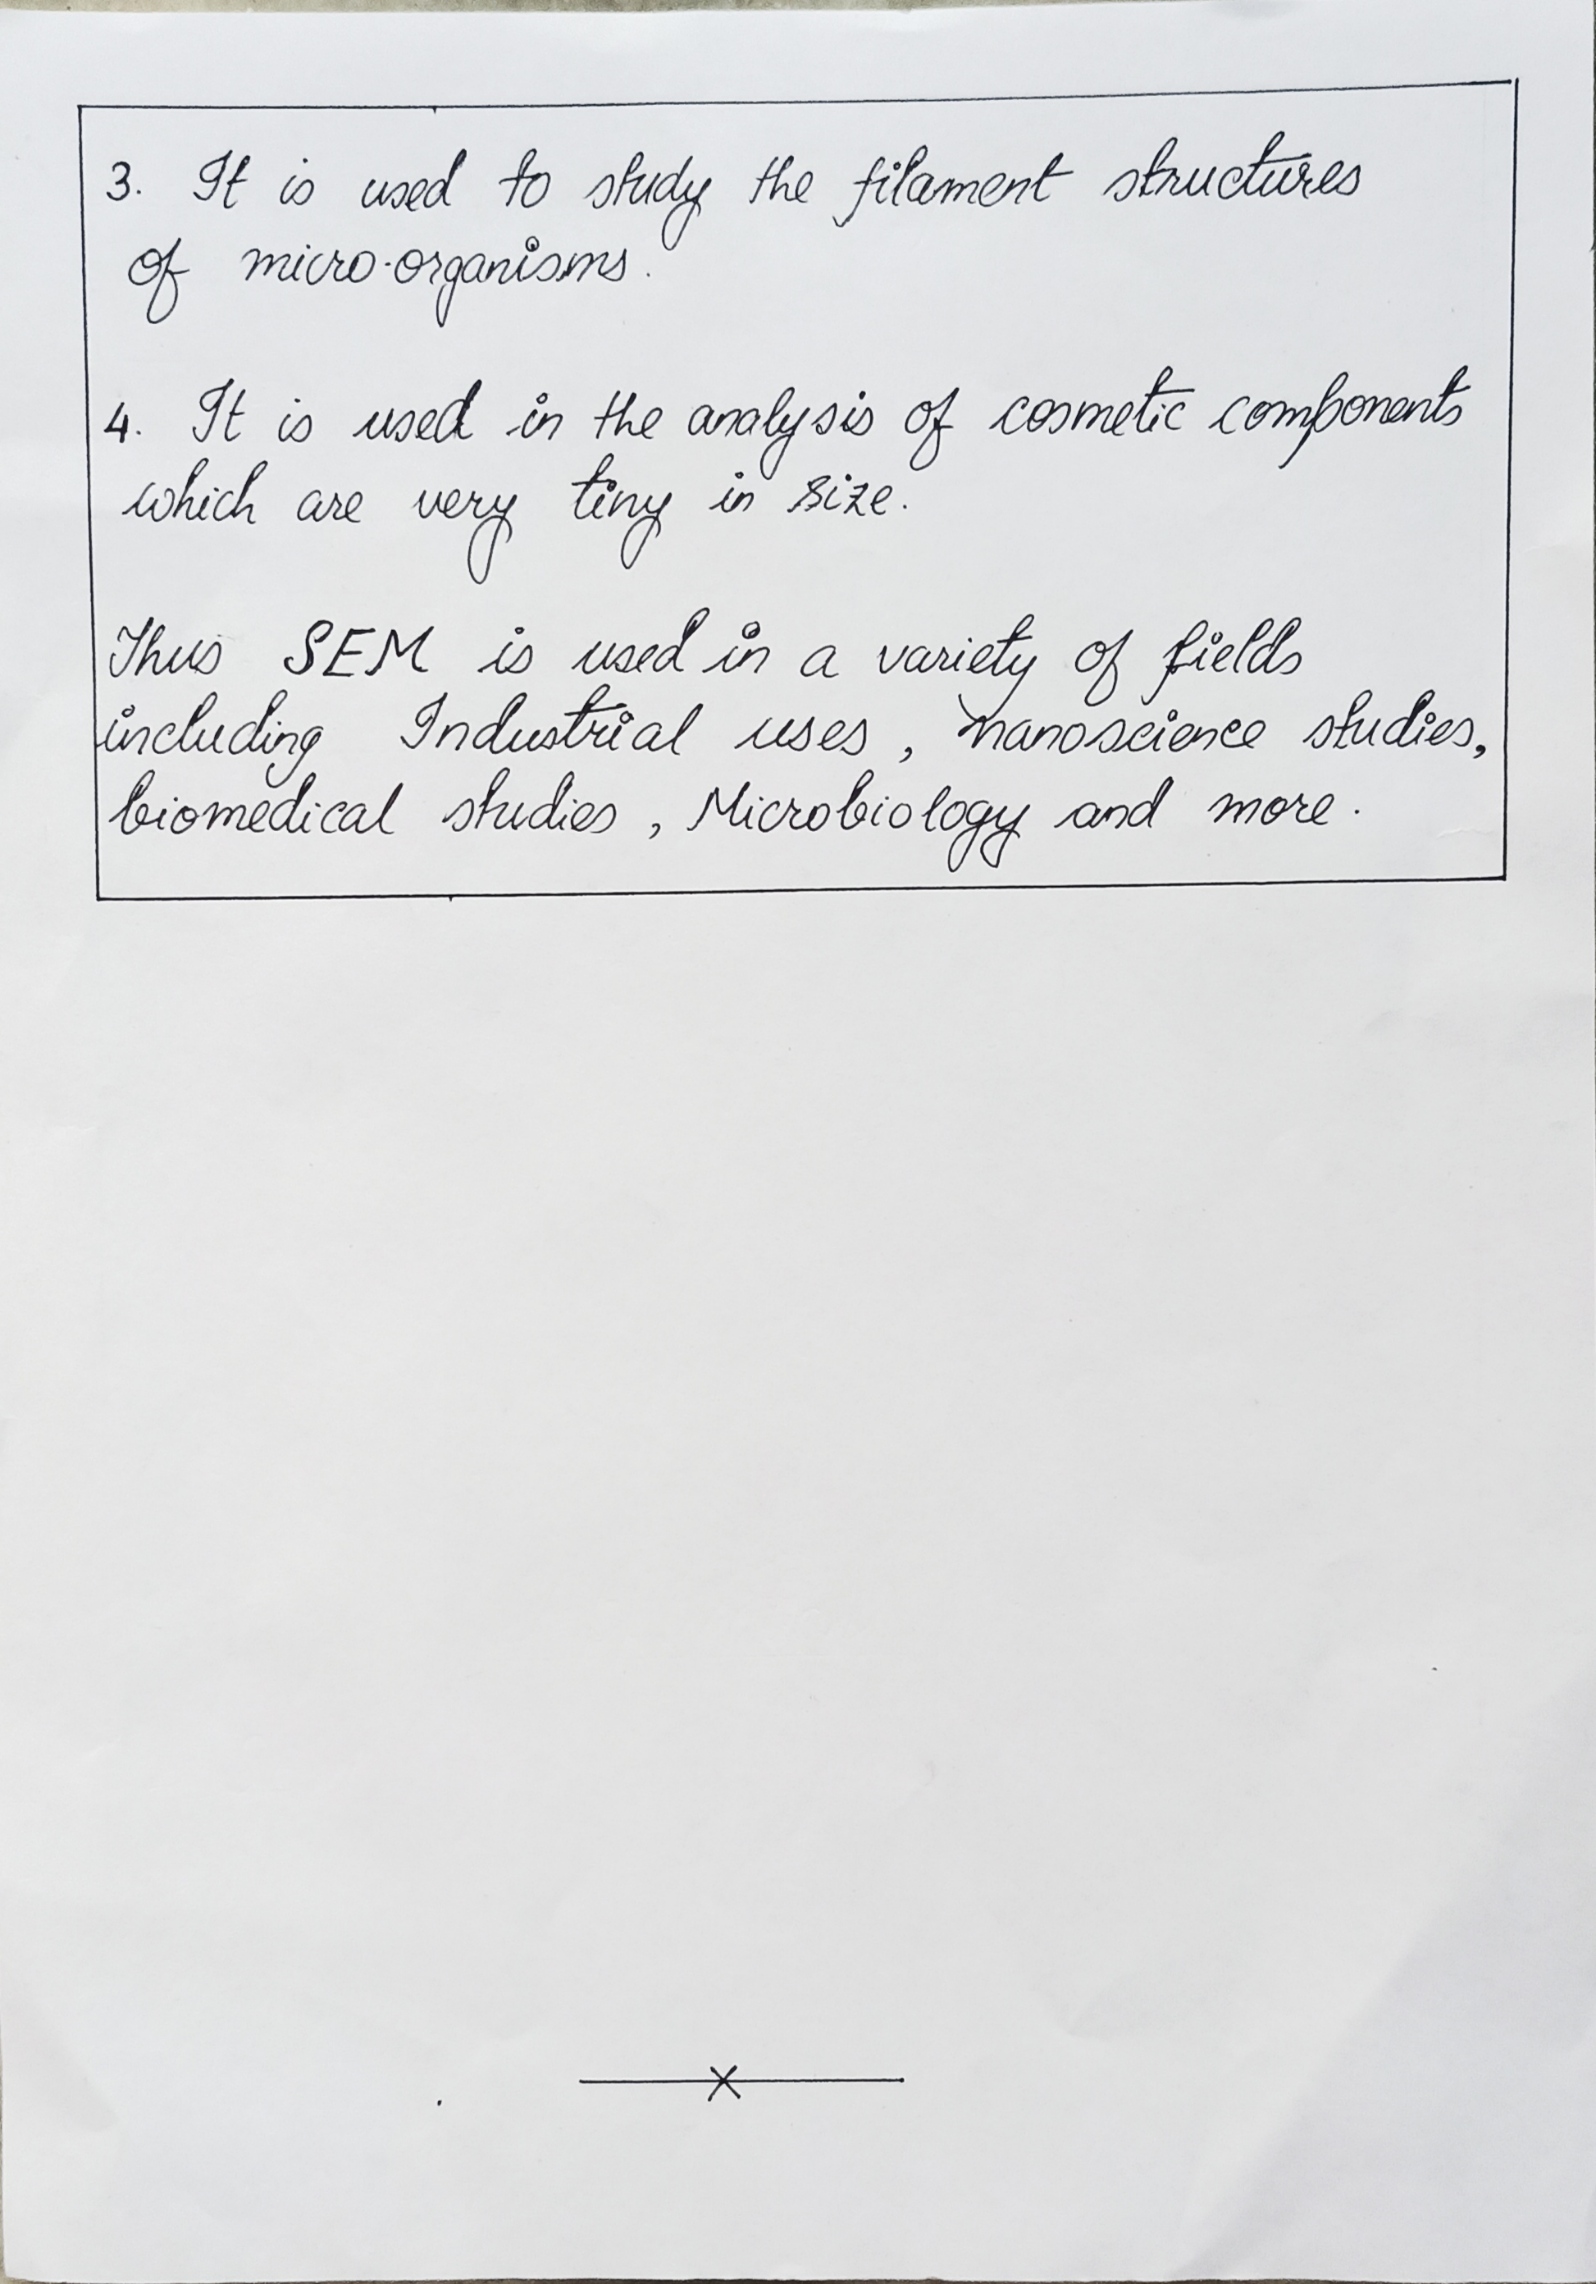 3. It is used to study the filament structures
of micro-organisms.
4. It is used in the analysis of cosmetic components
which are very tiny in size.
Thus SEM is used in a variety of fields
including Industrial uses, nanoscience studies,
biomedical studies, Microbiology and more.